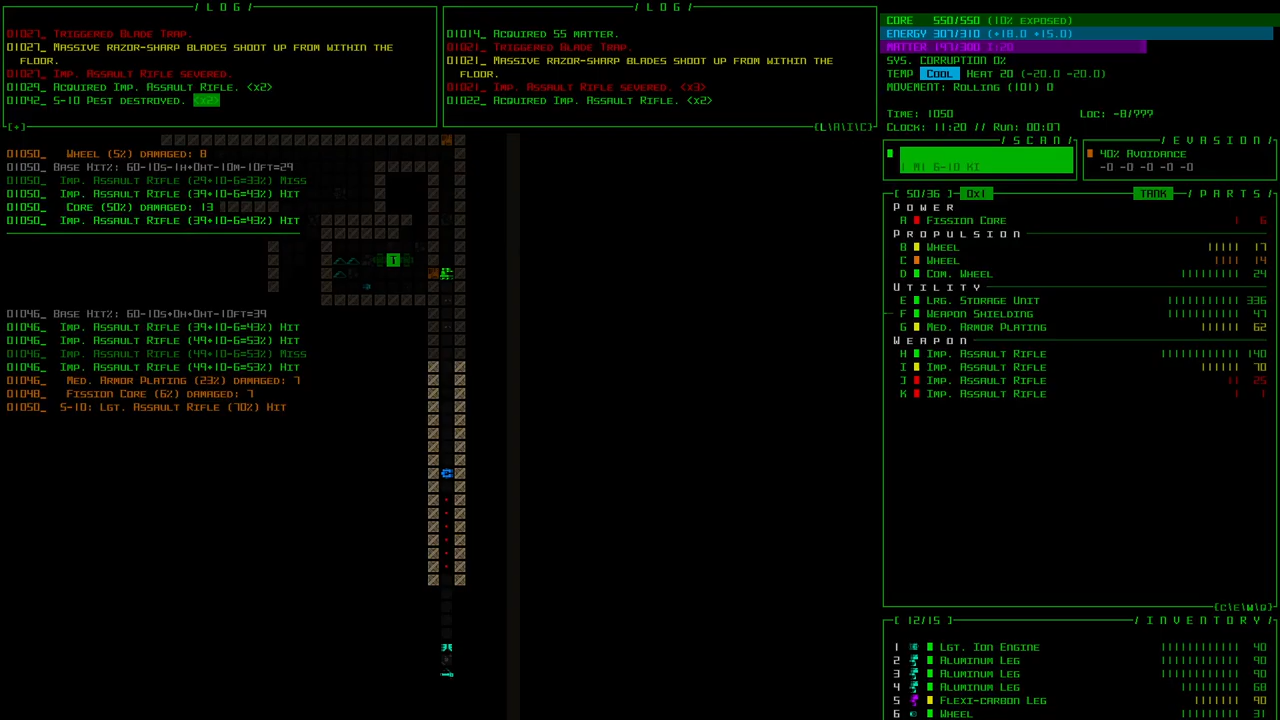 / L O G /
01027_ Triggered Blade Trap.
01027_ Massive razor-sharp blades shoot up from within the
floor.
01027_ Imp. Assault Rifle severed.
01029_ Acquired Imp. Assault Rifle. <x2>
01042_ S-10 Pest destroyed. <x2>
[+]
/ L O G /
01014_ Acquired 55 matter.
01021_ Triggered Blade Trap.
01021_ Massive razor-sharp blades shoot up from within the
floor.
01021_ Imp. Assault Rifle severed. <x3>
01022_ Acquired Imp. Assault Rifle. <x2>
(L\A\I\C)
01050_ Wheel (5%) damaged: 8
01050_ Base Hit%: 60-10s-1h+0ht-10m-10ft=29
01050_ Imp. Assault Rifle (29+10-6=33%) Miss
01050_ Imp. Assault Rifle (39+10-6=43%) Hit
01050_ Core (50%) damaged: 13
01050_ Imp. Assault Rifle (39+10-6=43%) Hit
01046_ Base Hit%: 60-10s+0h+0ht-10ft=39
01046_ Imp. Assault Rifle (39+10-6=43%) Hit
01046_ Imp. Assault Rifle (49+10-6=53%) Hit
01046_ Imp. Assault Rifle (49+10-6=53%) Miss
01046_ Imp. Assault Rifle (49+10-6=53%) Hit
01046_ Med. Armor Plating (23%) damaged: 7
01048_ Fission Core (6%) damaged: 7
01050_ S-10: Lgt. Assault Rifle (70%) Hit
T
CORE 550/550 (10% EXPOSED)
ENERGY 307/310 (+18.0 +15.0)
MATTER 147/300
SYS. CORRUPTION 0%
TEMP Cool Heat 20 (-20.0 -20.0)
MOVEMENT: Rolling (101) 0
Time: 1050 Loc: -8/???
Clock: 11:20 // Run: 00:07
/ S C A N /
/ E V A S I O N /
40% Avoidance
-0 -0 -0 -0 -0
[ 50/36 ] 0x1 TANK / P A R T S /
P o w e r
A Fission Core 6
P r o p u l s i o n
B Wheel 17
C Wheel 14
D Com. Wheel 24
U t i l i t y
E Lrg. Storage Unit 336
F Weapon Shielding 47
G Med. Armor Plating 62
W e a p o n
H Imp. Assault Rifle 140
I Imp. Assault Rifle 70
J Imp. Assault Rifle 25
K Imp. Assault Rifle 1
(C\E\W\Q)
[ 12/15 ] / I N V E N T O R Y /
1 Lgt. Ion Engine 40
2 Aluminum Leg 90
3 Aluminum Leg 90
4 Aluminum Leg 68
5 Flexi-carbon Leg 90
6 Wheel 31